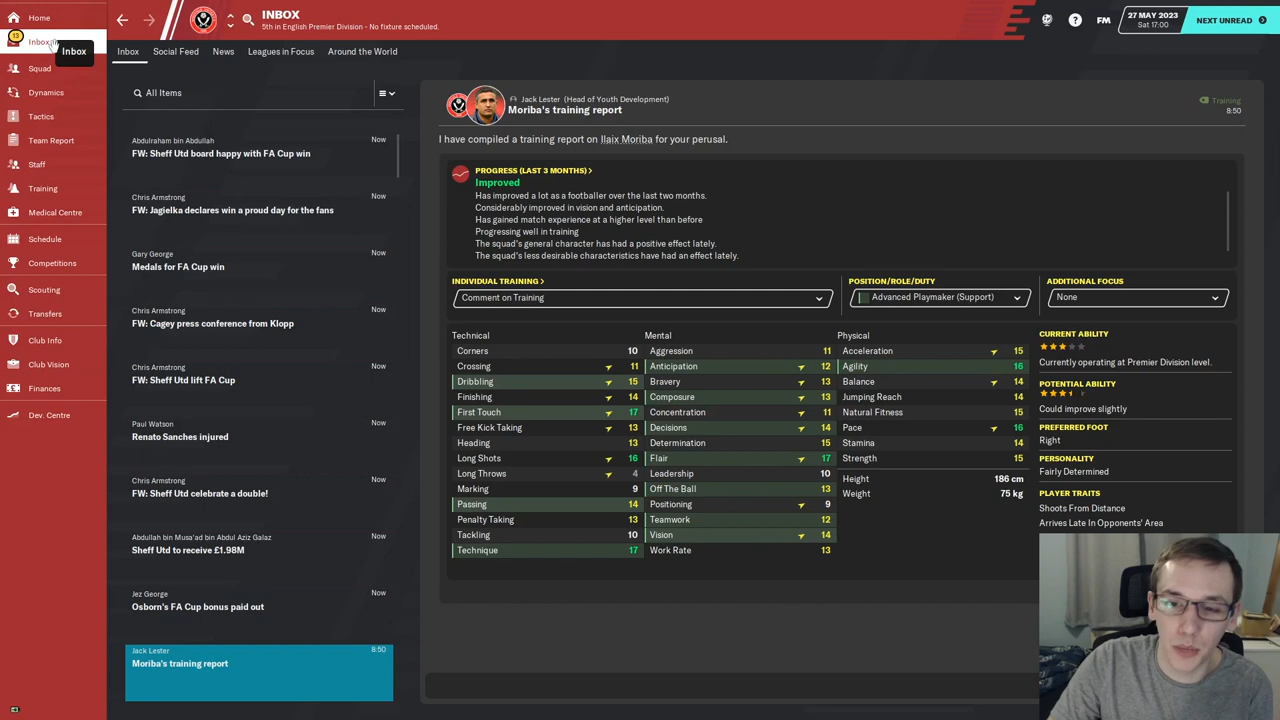 Home
INBOX
5th in English Premier Division - No fixture scheduled.
FM
27 MAY 2023
Sat 17:00
NEXT UNREAD
13
Inbox
Inbox
Squad
Dynamics
Tactics
Team Report
Staff
Training
Medical Centre
Schedule
Competitions
Scouting
Transfers
Club Info
Club Vision
Finances
Dev. Centre
Inbox
Social Feed
News
Leagues in Focus
Around the World
All Items
Abdulraham bin Abdullah
Now
FW: Sheff Utd board happy with FA Cup win
Chris Armstrong
Now
FW: Jagielka declares win a proud day for the fans
Gary George
Now
Medals for FA Cup win
Chris Armstrong
Now
FW: Cagey press conference from Klopp
Chris Armstrong
Now
FW: Sheff Utd lift FA Cup
Paul Watson
Now
Renato Sanches injured
Chris Armstrong
Now
FW: Sheff Utd celebrate a double!
Abdullah bin Musa'ad bin Abdul Aziz Galaz
Now
Sheff Utd to receive £1.98M
Jez George
Now
Osborn's FA Cup bonus paid out
Jack Lester
8:50
Moriba's training report
Jack Lester (Head of Youth Development)
Moriba's training report
Training
8:50
I have compiled a training report on Ilaix Moriba for your perusal.
PROGRESS (LAST 3 MONTHS) >
Improved
Has improved a lot as a footballer over the last two months.
Considerably improved in vision and anticipation.
Has gained match experience at a higher level than before
Progressing well in training
The squad's general character has had a positive effect lately.
The squad's less desirable characteristics have had an effect lately.
INDIVIDUAL TRAINING >
Comment on Training
POSITION/ROLE/DUTY
Advanced Playmaker (Support)
ADDITIONAL FOCUS
None
Technical
Corners 10
Crossing 11
Dribbling 15
Finishing 14
First Touch 17
Free Kick Taking 13
Heading 13
Long Shots 16
Long Throws 4
Marking 9
Passing 14
Penalty Taking 13
Tackling 10
Technique 17
Mental
Aggression 11
Anticipation 12
Bravery 13
Composure 13
Concentration 11
Decisions 14
Determination 15
Flair 17
Leadership 10
Off The Ball 13
Positioning 9
Teamwork 12
Vision 14
Work Rate 13
Physical
Acceleration 15
Agility 16
Balance 14
Jumping Reach 14
Natural Fitness 15
Pace 16
Stamina 14
Strength 15
Height 186 cm
Weight 75 kg
CURRENT ABILITY
Currently operating at Premier Division level.
POTENTIAL ABILITY
Could improve slightly
PREFERRED FOOT
Right
PERSONALITY
Fairly Determined
PLAYER TRAITS
Shoots From Distance
Arrives Late In Opponents' Area